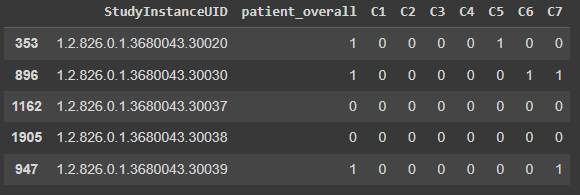 StudyInstanceUID patient_overall C1 C2 C3 C4 C5 C6 C7
353 1.2.826.0.1.3680043.30020 1 0 0 0 0 1 0 0
896 1.2.826.0.1.3680043.30030 1 0 0 0 0 0 1 1
1162 1.2.826.0.1.3680043.30037 0 0 0 0 0 0 0 0
1905 1.2.826.0.1.3680043.30038 0 0 0 0 0 0 0 0
947 1.2.826.0.1.3680043.30039 1 0 0 0 0 0 0 1